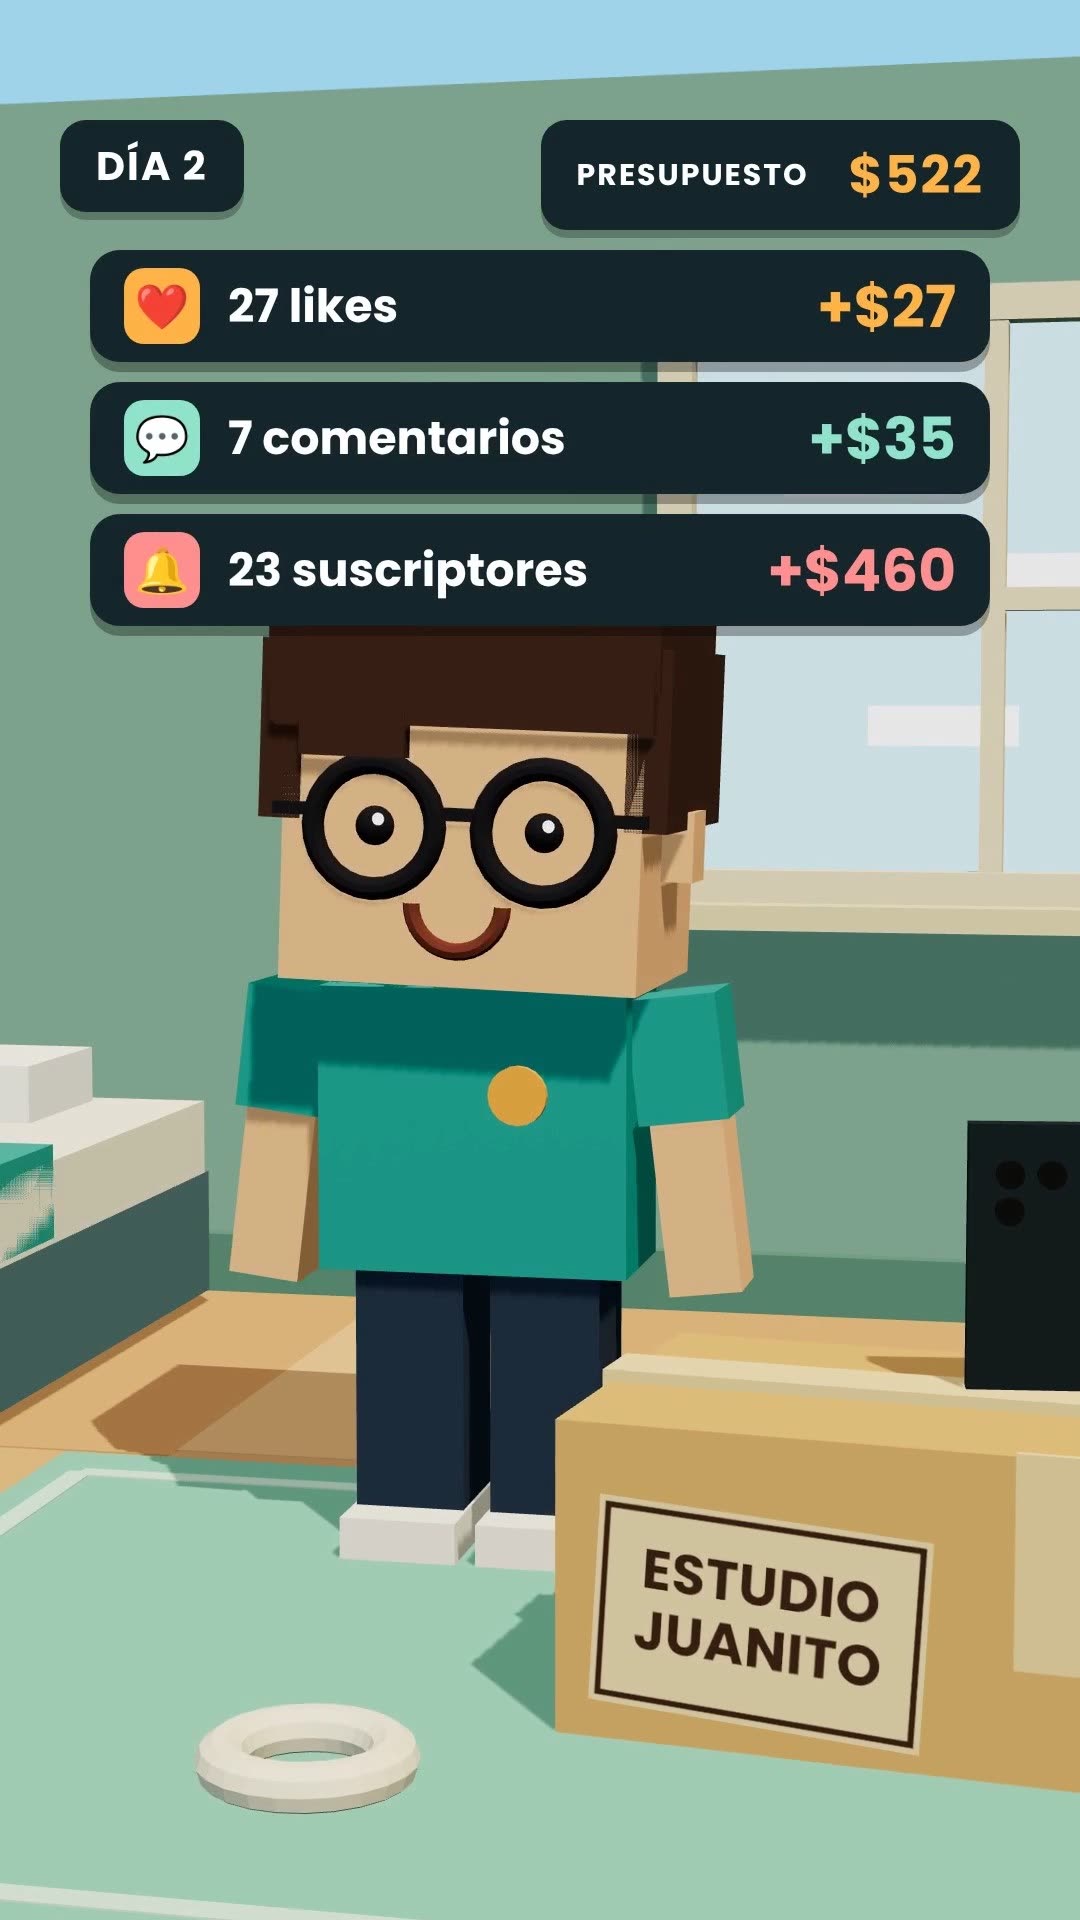 DÍA 2
PRESUPUESTO $522
27 likes +$27
7 comentarios +$35
23 suscriptores +$460
ESTUDIO
JUANITO